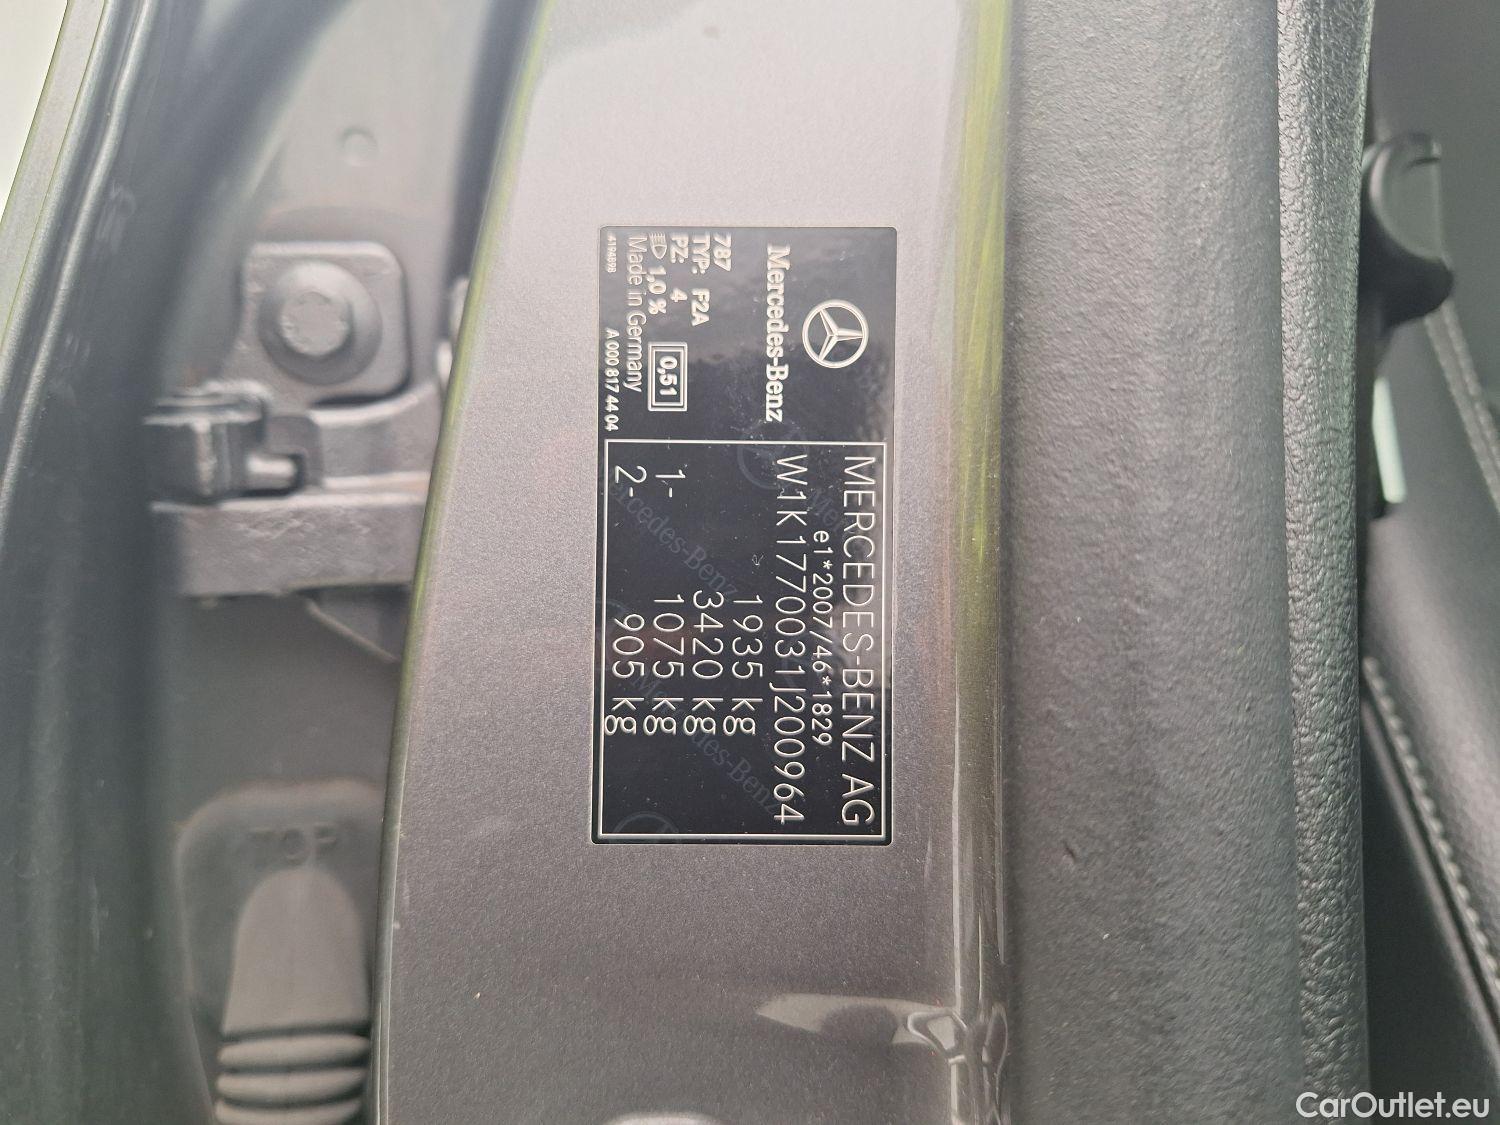 Mercedes-Benz
787
TYP: F2A
PZ: 4
1,0 %
0,51
Made in Germany
4194898
A 000 817 44 04
MERCEDES-BENZ AG
e1*2007/46*1829
W1K1770031J200964
1935 kg
3420 kg
1- 1075 kg
2- 905 kg
TOP
CarOutlet.eu